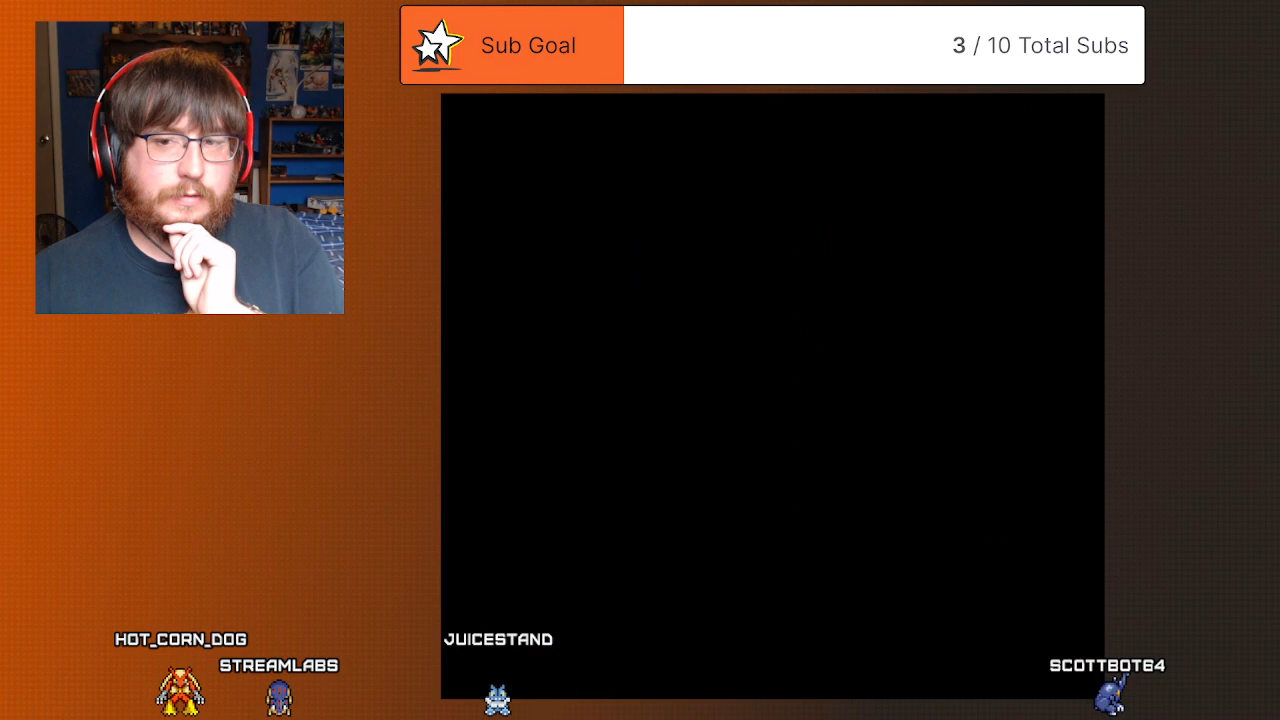 Sub Goal
3 / 10 Total Subs
HOT_CORN_DOG
JUICESTAND
STREAMLABS
SCOTTBOT64